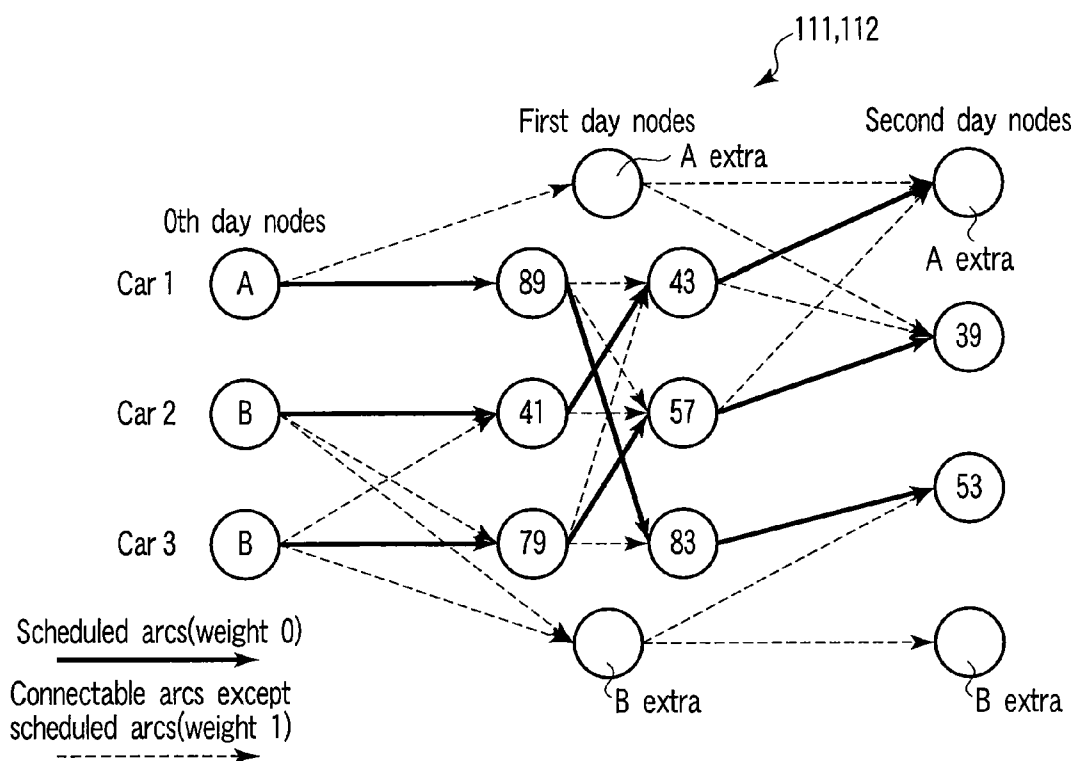 111,112
First day nodes
Second day nodes
A extra
0th day nodes
A extra
Car 1
A
89
43
39
Car 2
B
41
57
53
Car 3
B
79
83
Scheduled arcs(weight 0)
B extra
B extra
Connectable arcs except
scheduled arcs(weight 1)